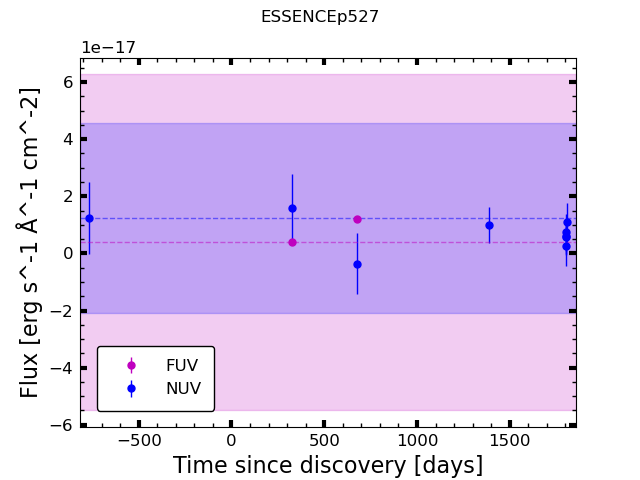 ESSENCEp527
1e−17
6
4
2
0
−2
−4
−6
Flux [erg s^-1 Å^-1 cm^-2]
FUV
NUV
−500 0 500 1000 1500
Time since discovery [days]